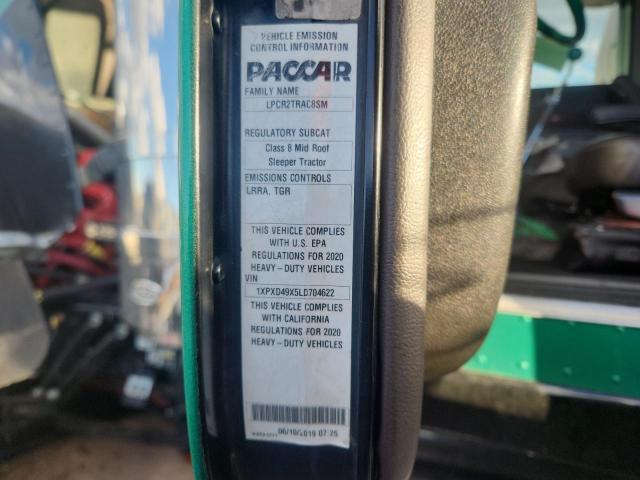 VEHICLE EMISSION
CONTROL INFORMATION
PACCAR
FAMILY NAME
LPCR2TRAC8SM
REGULATORY SUBCAT
Class 8 Mid Roof
Sleeper Tractor
EMISSIONS CONTROLS
LRRA, TGR
THIS VEHICLE COMPLIES
WITH U.S. EPA
REGULATIONS FOR 2020
HEAVY-DUTY VEHICLES
VIN
1XPXD49X5LD704622
THIS VEHICLE COMPLIES
WITH CALIFORNIA
REGULATIONS FOR 2020
HEAVY-DUTY VEHICLES
07:25